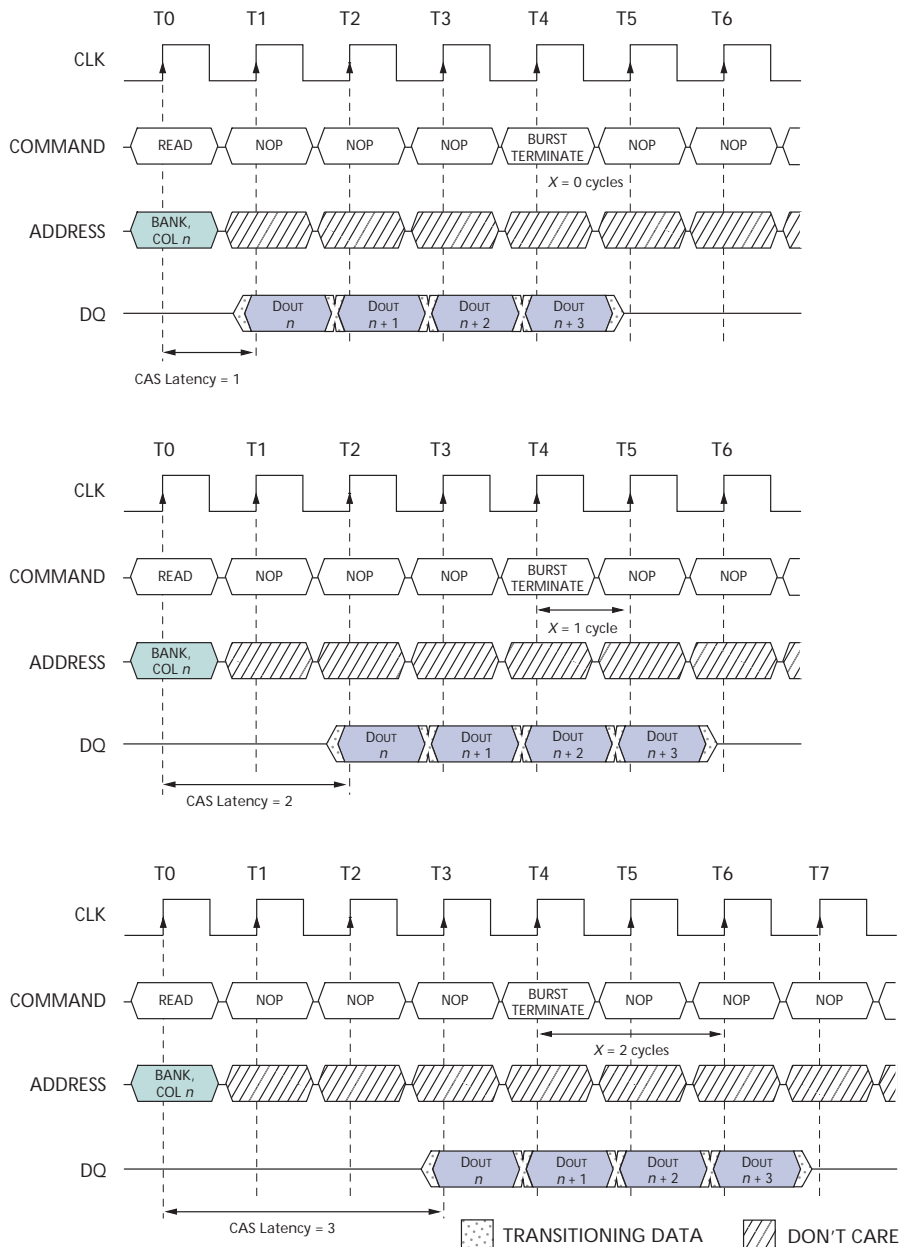 T0 T1 T2 T3 T4 T5 T6
CLK
COMMAND READ NOP NOP NOP BURST TERMINATE NOP NOP
X = 0 cycles
ADDRESS BANK, COL n
DQ DOUT n DOUT n + 1 DOUT n + 2 DOUT n + 3
CAS Latency = 1
T0 T1 T2 T3 T4 T5 T6
CLK
COMMAND READ NOP NOP NOP BURST TERMINATE NOP NOP
X = 1 cycle
ADDRESS BANK, COL n
DQ DOUT n DOUT n + 1 DOUT n + 2 DOUT n + 3
CAS Latency = 2
T0 T1 T2 T3 T4 T5 T6 T7
CLK
COMMAND READ NOP NOP NOP BURST TERMINATE NOP NOP NOP
X = 2 cycles
ADDRESS BANK, COL n
DQ DOUT n DOUT n + 1 DOUT n + 2 DOUT n + 3
CAS Latency = 3
TRANSITIONING DATA DON'T CARE